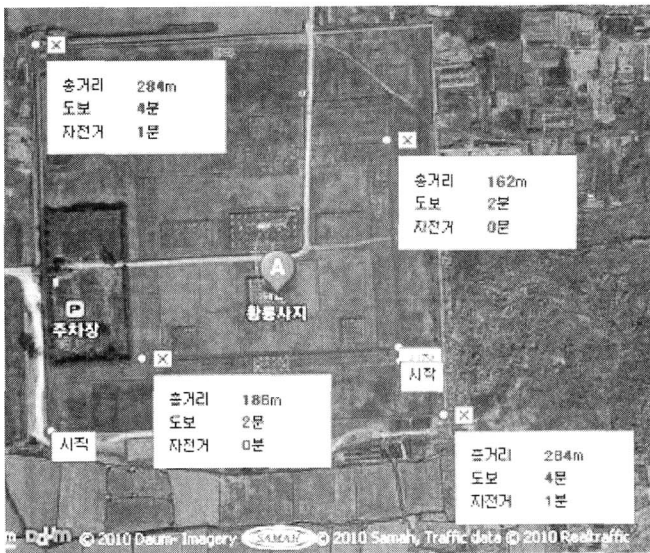 총거리 284m
도보 4분
자전거 1분
총거리 162m
도보 2분
자전거 0분
A
황룡사지
P
주차장
시작
총거리 186m
도보 2분
자전거 0분
시작
총거리 284m
도보 4분
자전거 1분
Daum © 2010 Daum- Imagery SAMAH © 2010 Samah, Traffic data © 2010 Realtraffic